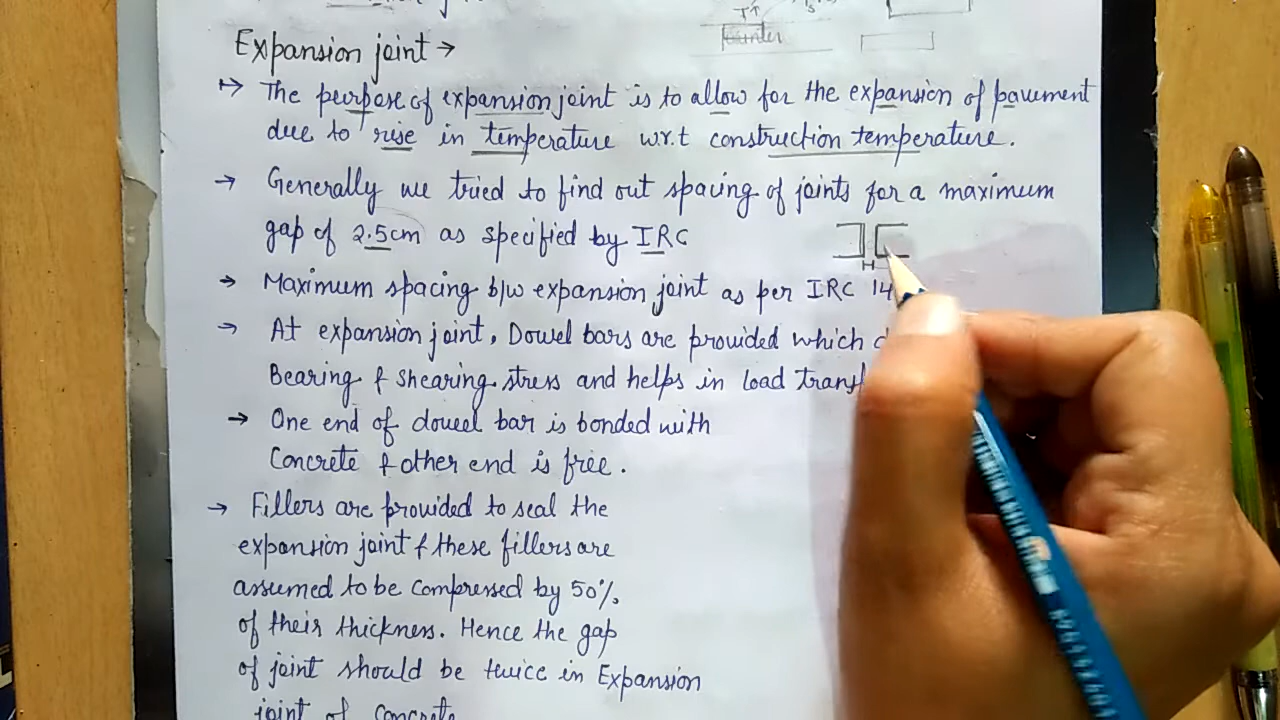 Expansion joint →
↦ The purpose of expansion joint is to allow for the expansion of pavement
due to rise in temperature w.r.t construction temperature.
→ Generally we tried to find out spacing of joints for a maximum
gap of 2.5cm as specified by IRC
→ Maximum spacing b/w expansion joint as per IRC 14
→ At expansion joint, Dowel bars are provided which
Bearing & shearing stress and helps in load transf
→ One end of dowel bar is bonded with
Concrete & other end is free.
→ Fillers are provided to seal the
expansion joint & these fillers are
assumed to be compressed by 50%
of their thickness. Hence the gap
of joint should be twice in Expansion
joint of concrete